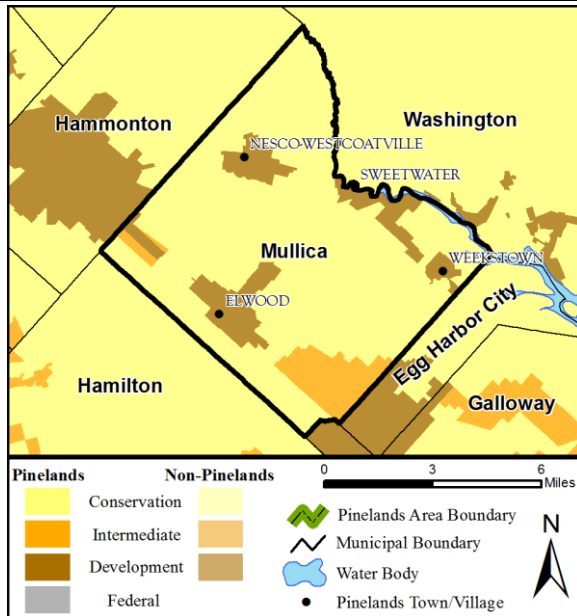 Hammonton
Washington
NESCO-WESTCOATVILLE
SWEETWATER
Mullica
WEEKSTOWN
ELWOOD
Egg Harbor City
Hamilton
Galloway
Pinelands Non-Pinelands
Conservation
Intermediate
Development
Federal
0 3 6
Miles
Pinelands Area Boundary
Municipal Boundary
Water Body
Pinelands Town/Village
N